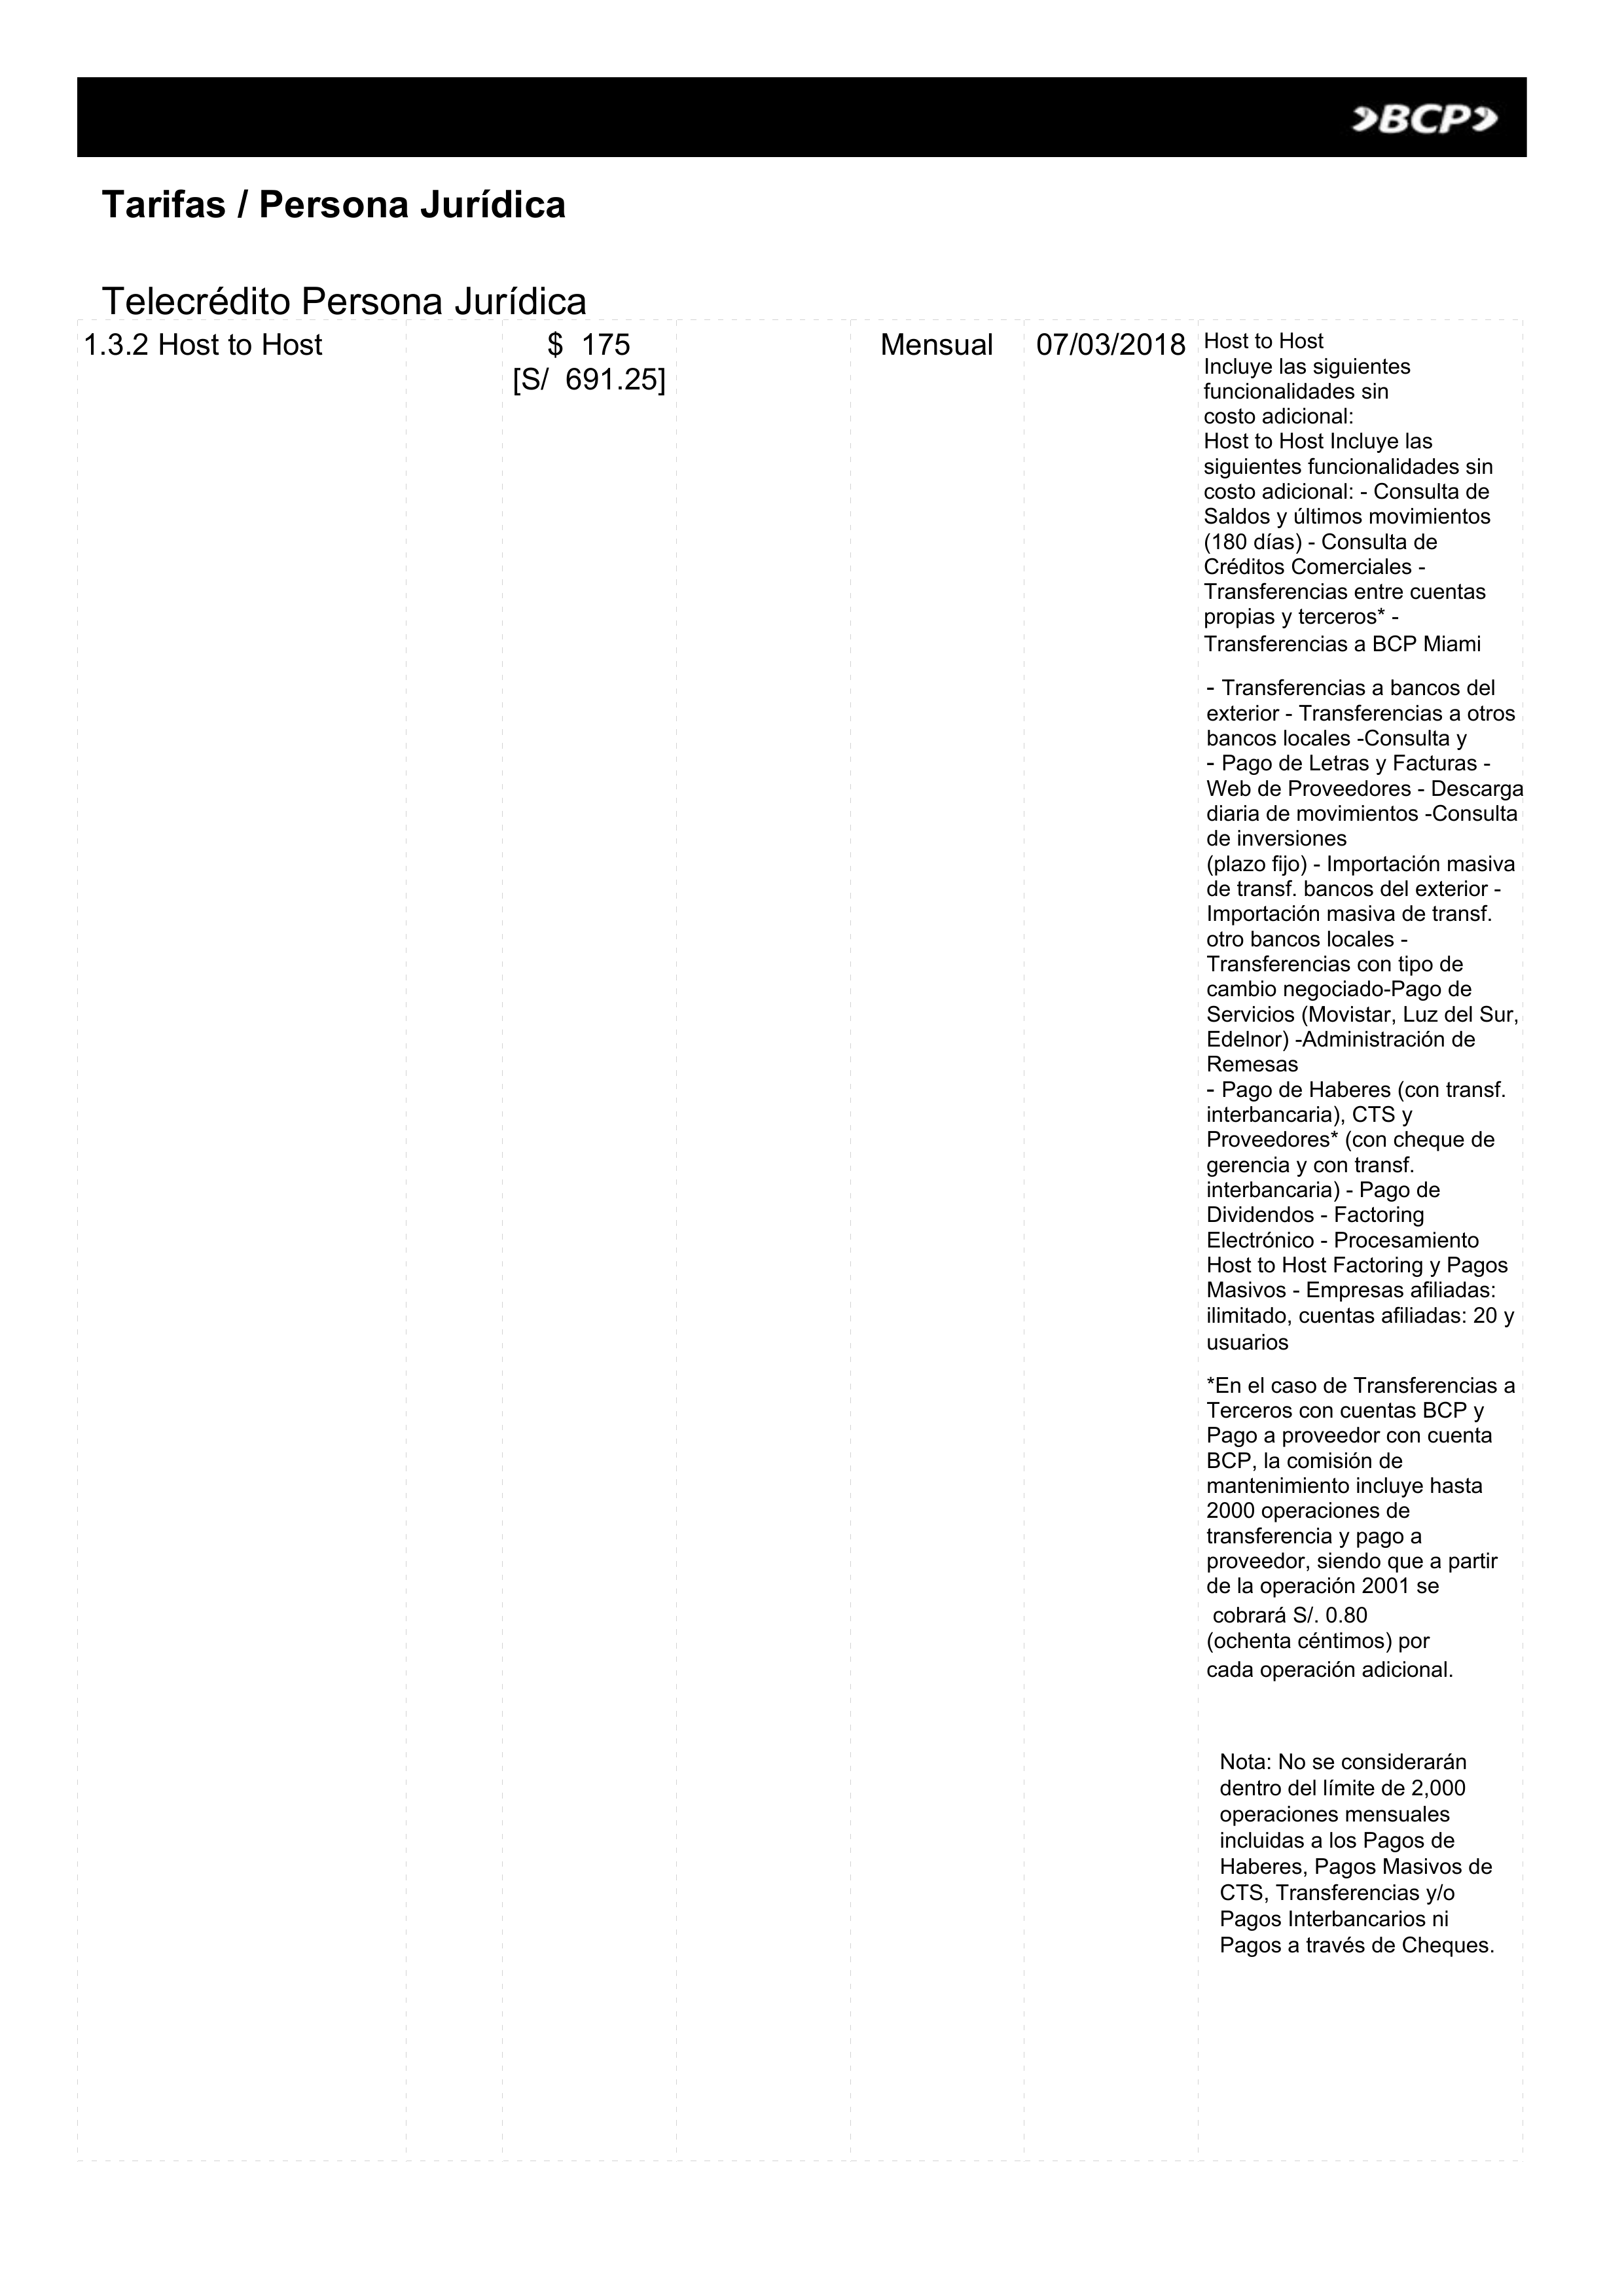 BCP
Tarifas / Persona Jurídica
Telecrédito Persona Jurídica
1.3.2 Host to Host
$ 175
[S/ 691.25]
Mensual
07/03/2018
Host to Host
Incluye las siguientes
funcionalidades sin
costo adicional:
Host to Host Incluye las
siguientes funcionalidades sin
costo adicional: - Consulta de
Saldos y últimos movimientos
(180 días) - Consulta de
Créditos Comerciales -
Transferencias entre cuentas
propias y terceros* -
Transferencias a BCP Miami
- Transferencias a bancos del
exterior - Transferencias a otros
bancos locales -Consulta y
- Pago de Letras y Facturas -
Web de Proveedores - Descarga
diaria de movimientos -Consulta
de inversiones
(plazo fijo) - Importación masiva
de transf. bancos del exterior -
Importación masiva de transf.
otro bancos locales -
Transferencias con tipo de
cambio negociado-Pago de
Servicios (Movistar, Luz del Sur,
Edelnor) -Administración de
Remesas
- Pago de Haberes (con transf.
interbancaria), CTS y
Proveedores* (con cheque de
gerencia y con transf.
interbancaria) - Pago de
Dividendos - Factoring
Electrónico - Procesamiento
Host to Host Factoring y Pagos
Masivos - Empresas afiliadas:
ilimitado, cuentas afiliadas: 20 y
usuarios
*En el caso de Transferencias a
Terceros con cuentas BCP y
Pago a proveedor con cuenta
BCP, la comisión de
mantenimiento incluye hasta
2000 operaciones de
transferencia y pago a
proveedor, siendo que a partir
de la operación 2001 se
cobrará S/. 0.80
(ochenta céntimos) por
cada operación adicional.
Nota: No se considerarán
dentro del límite de 2,000
operaciones mensuales
incluidas a los Pagos de
Haberes, Pagos Masivos de
CTS, Transferencias y/o
Pagos Interbancarios ni
Pagos a través de Cheques.